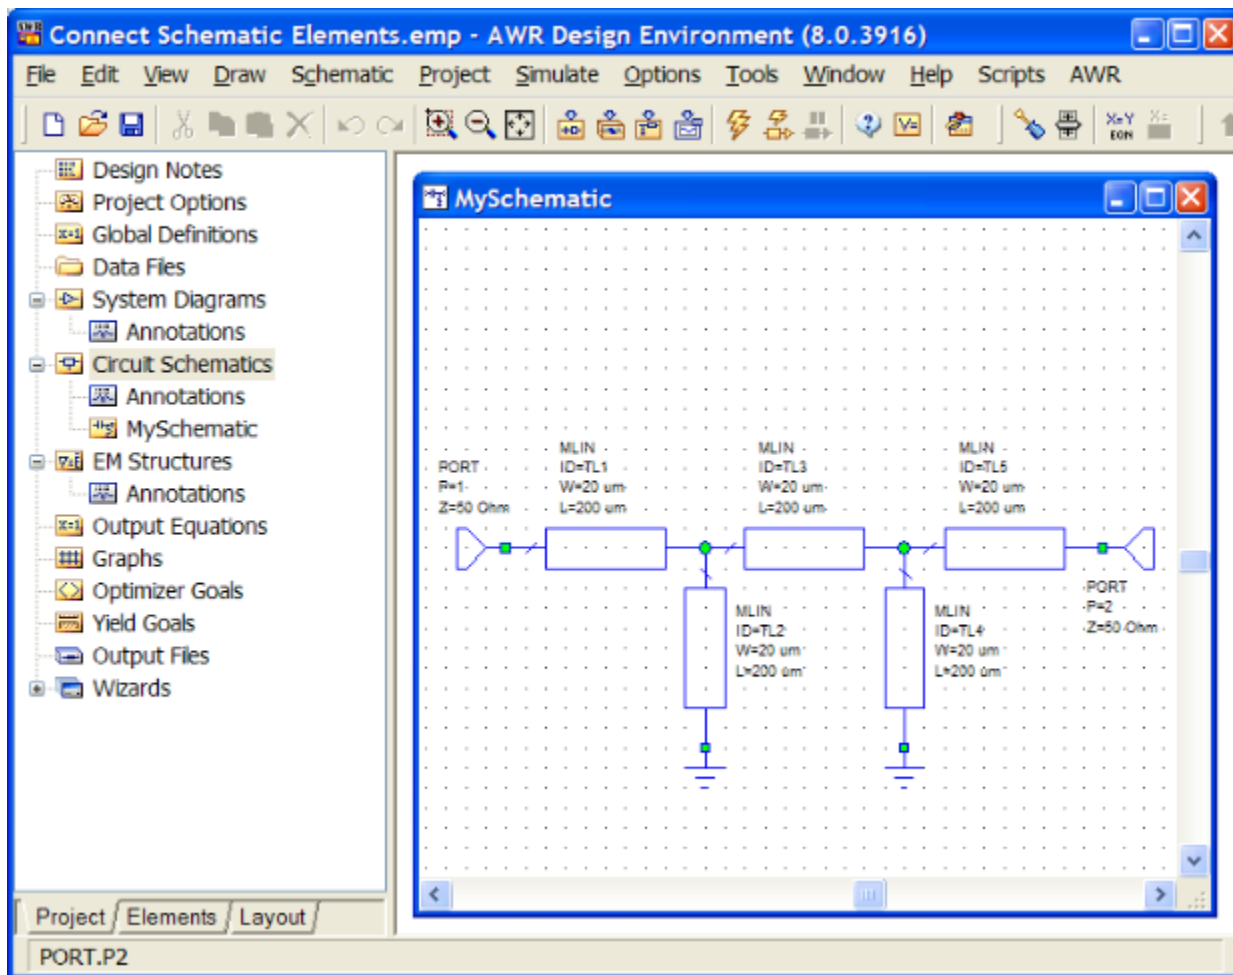 Connect Schematic Elements.emp - AWR Design Environment (8.0.3916)
File Edit View Draw Schematic Project Simulate Options Tools Window Help Scripts AWR
X=Y
EQN
Design Notes
Project Options
Global Definitions
Data Files
System Diagrams
Annotations
Circuit Schematics
Annotations
MySchematic
EM Structures
Annotations
Output Equations
Graphs
Optimizer Goals
Yield Goals
Output Files
Wizards
Project Elements Layout
PORT.P2
MySchematic
PORT
P=1
Z=50 Ohm
MLIN
ID=TL1
W=20 um
L=200 um
MLIN
ID=TL3
W=20 um
L=200 um
MLIN
ID=TL5
W=20 um
L=200 um
MLIN
ID=TL2
W=20 um
L=200 um
MLIN
ID=TL4
W=20 um
L=200 um
PORT
P=2
Z=50 Ohm